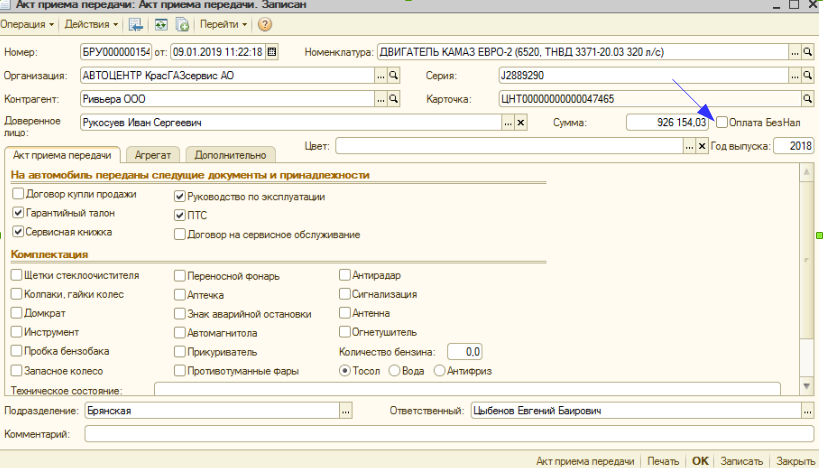 Акт приема передачи: Акт приема передачи. Записан
Операция Действия Перейти ?
Номер: БРУ000000154 от: 09.01.2019 11:22:18 Номенклатура: ДВИГАТЕЛЬ КАМАЗ ЕВРО-2 (6520, ТНВД 3371-20.03 320 л/с) ...
Организация: АВТОЦЕНТР КрасГАЗсервис АО ... Серия: J2889290 ...
Контрагент: Ривьера ООО ... Карточка: ЦНТ00000000000047465
Доверенное лицо: Рукосуев Иван Сергеевич ... x Сумма: 926 154,03 Оплата БезНал
Цвет: ... x Год выпуска: 2018
Акт приема передачи Агрегат Дополнительно
На автомобиль переданы следущие документы и принадлежности
Договор купли продажи Руководство по эксплуатации
Гарантийный талон ПТС
Сервисная книжка Договор на сервисное обслуживание
Комплектация
Щетки стеклоочистителя Переносной фонарь Антирадар
Колпаки, гайки колес Аптечка Сигнализация
Домкрат Знак аварийной остановки Антенна
Инструмент Автомагнитола Огнетушитель
Пробка бензобака Прикуриватель Количество бензина: 0,0
Запасное колесо Противотуманные фары Тосол Вода Антифриз
Техническое состояние:
Подразделение: Брянская ... Ответственный: Цыбенов Евгений Баирович ...
Комментарий:
Акт приема передачи Печать OK Записать Закрыть